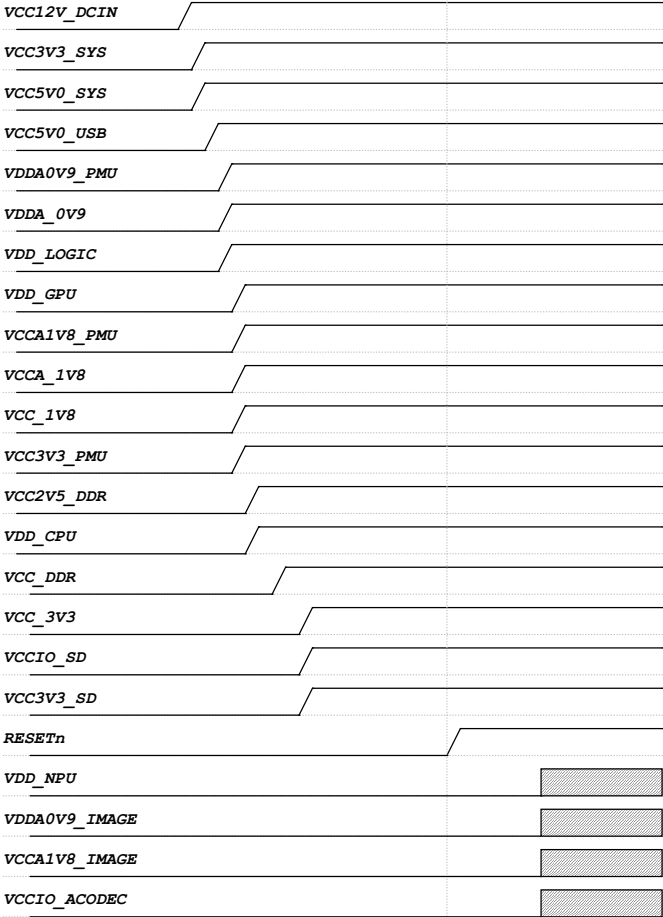 VCC12V_DCIN
VCC3V3_SYS
VCC5V0_SYS
VCC5V0_USB
VDDA0V9_PMU
VDDA_0V9
VDD_LOGIC
VDD_GPU
VCCA1V8_PMU
VCCA_1V8
VCC_1V8
VCC3V3_PMU
VCC2V5_DDR
VDD_CPU
VCC_DDR
VCC_3V3
VCCIO_SD
VCC3V3_SD
RESETn
VDD_NPU
VDDA0V9_IMAGE
VCCA1V8_IMAGE
VCCIO_ACODEC